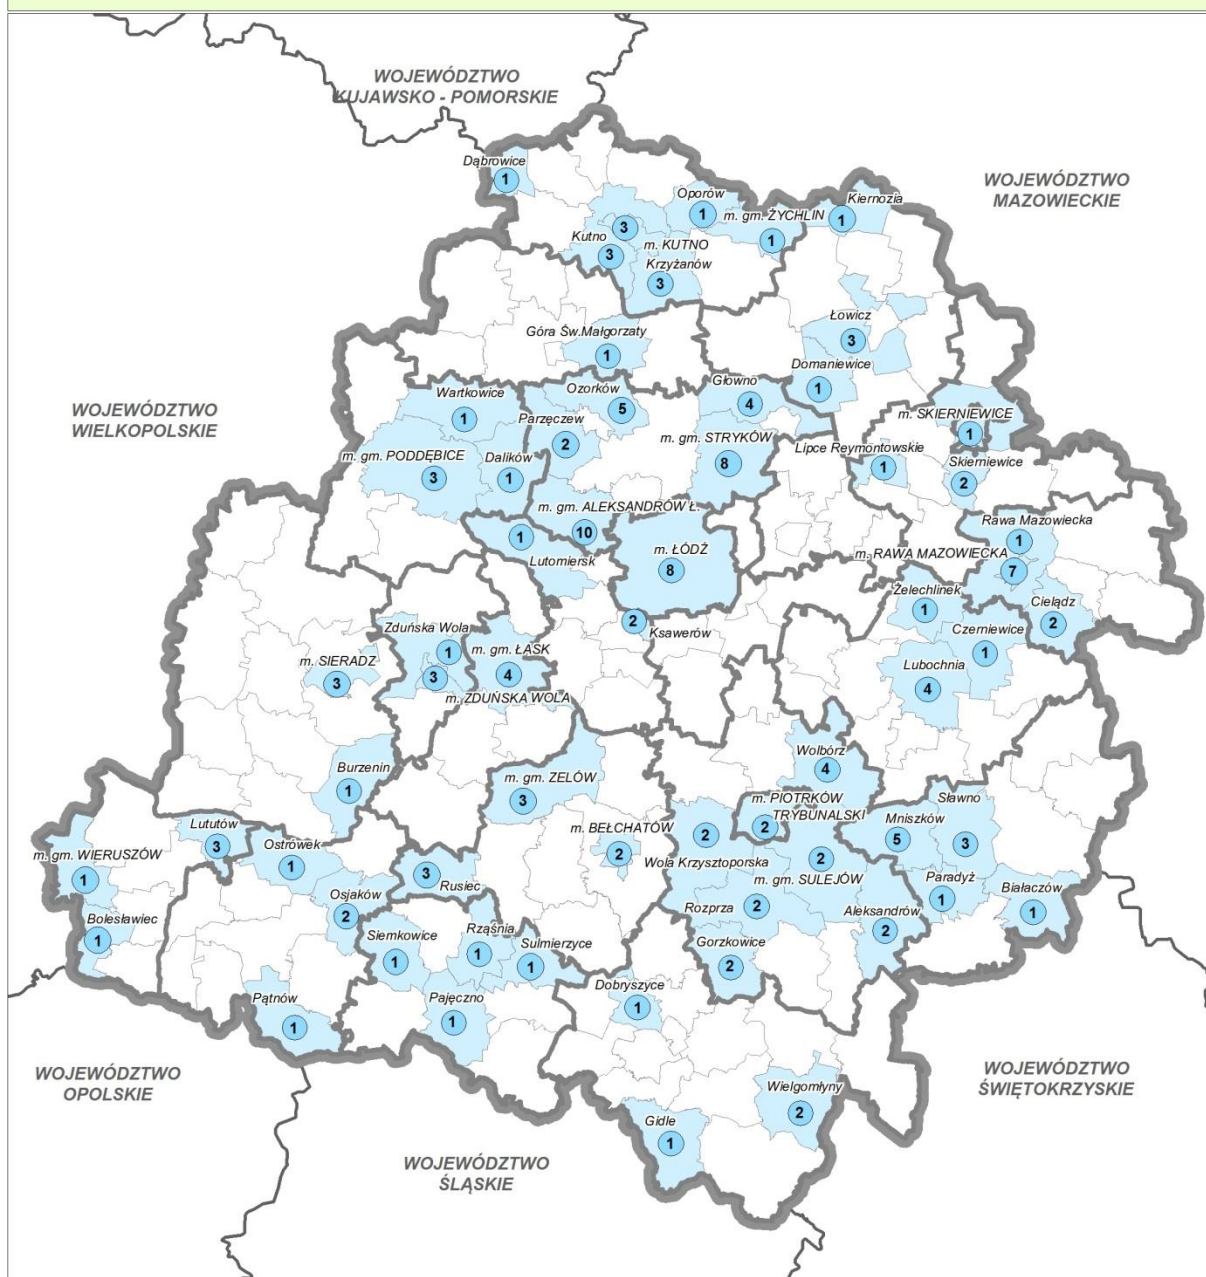 WOJEWÓDZTWO
KUJAWSKO - POMORSKIE
Dąbrowice
1
WOJEWÓDZTWO
MAZOWIECKIE
Oporów
1
m. gm. ŻYCHLIN
1
Kiernozia
1
3
Kutno
3
m. KUTNO
Krzyżanów
3
Łowicz
3
Góra Św.Małgorzaty
1
Domaniewice
1
WOJEWÓDZTWO
WIELKOPOLSKIE
Wartkowice
1
Ozorków
5
Głowno
4
Parzęczew
2
m. SKIERNIEWICE
1
m. gm. PODDĘBICE
3
Dalików
1
m. gm. STRYKÓW
8
Lipce Reymontowskie
1
Skierniewice
2
m. gm. ALEKSANDRÓW Ł.
10
1
Lutomiersk
m. ŁÓDŹ
8
Rawa Mazowiecka
1
m. RAWA MAZOWIECKA
7
Żelechlinek
1
Cielądz
2
2
Ksawerów
Czerniewice
1
Zduńska Wola
1
3
m. ZDUŃSKA WOLA
m. gm. ŁASK
4
m. SIERADZ
3
Lubochnia
4
Burzenin
1
m. gm. ZELÓW
3
Wolbórz
4
m. PIOTRKÓW
TRYBUNALSKI
2
Sławno
3
Mniszków
5
Lututów
3
Ostrówek
1
m. BEŁCHATÓW
2
2
Wola Krzysztoporska
2
m. gm. SULEJÓW
m. gm. WIERUSZÓW
1
3
Rusiec
Paradyż
1
Białaczów
1
Bolesławiec
1
Osjaków
2
Rozprza
2
Aleksandrów
2
Siemkowice
1
Rząśnia
1
Sulmierzyce
1
Gorzkowice
2
Pątnów
1
Pajęczno
1
Dobryszyce
1
WOJEWÓDZTWO
OPOLSKIE
WOJEWÓDZTWO
ŚWIĘTOKRZYSKIE
Wielgomłyny
2
Gidle
1
WOJEWÓDZTWO
ŚLĄSKIE